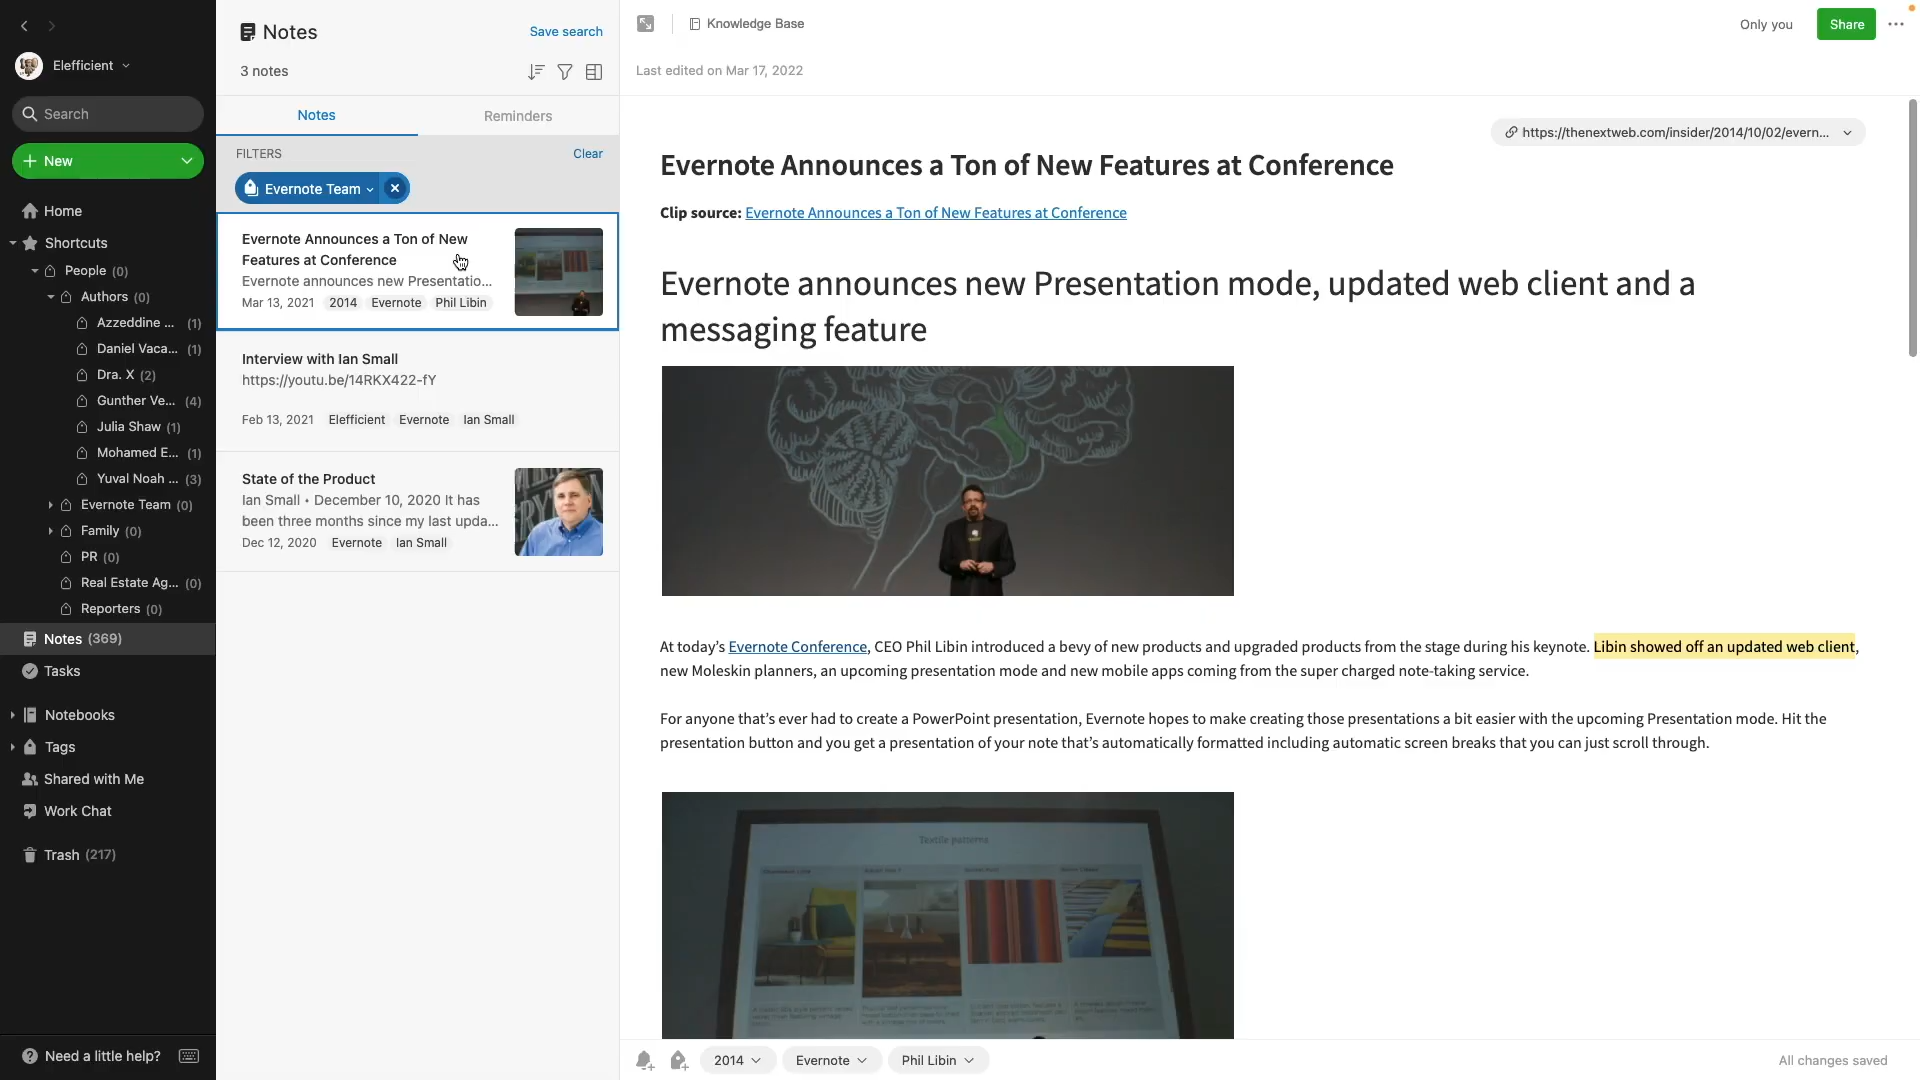 Elefficient
Search
New
Home
Shortcuts
People (0)
Authors (0)
Azzeddine ... (1)
Daniel Vaca... (1)
Dra. X (2)
Gunther Ve... (4)
Julia Shaw (1)
Mohamed E... (1)
Yuval Noah ... (3)
Evernote Team (0)
Family (0)
PR (0)
Real Estate Ag... (0)
Reporters (0)
Notes (369)
Tasks
Notebooks
Tags
Shared with Me
Work Chat
Trash (217)
Need a little help?
Notes
Save search
3 notes
Notes
Reminders
FILTERS
Clear
Evernote Team
Evernote Announces a Ton of New
Features at Conference
Evernote announces new Presentatio...
Mar 13, 2021 2014 Evernote Phil Libin
Interview with Ian Small
https://youtu.be/14RKX422-fY
Feb 13, 2021 Elefficient Evernote Ian Small
State of the Product
Ian Small • December 10, 2020 It has
been three months since my last upda...
Dec 12, 2020 Evernote Ian Small
Knowledge Base
Only you
Share
Last edited on Mar 17, 2022
https://thenextweb.com/insider/2014/10/02/evern...
Evernote Announces a Ton of New Features at Conference
Clip source: Evernote Announces a Ton of New Features at Conference
Evernote announces new Presentation mode, updated web client and a
messaging feature
At today's Evernote Conference, CEO Phil Libin introduced a bevy of new products and upgraded products from the stage during his keynote. Libin showed off an updated web client,
new Moleskin planners, an upcoming presentation mode and new mobile apps coming from the super charged note-taking service.
For anyone that's ever had to create a PowerPoint presentation, Evernote hopes to make creating those presentations a bit easier with the upcoming Presentation mode. Hit the
presentation button and you get a presentation of your note that's automatically formatted including automatic screen breaks that you can just scroll through.
Textile patterns
2014
Evernote
Phil Libin
All changes saved